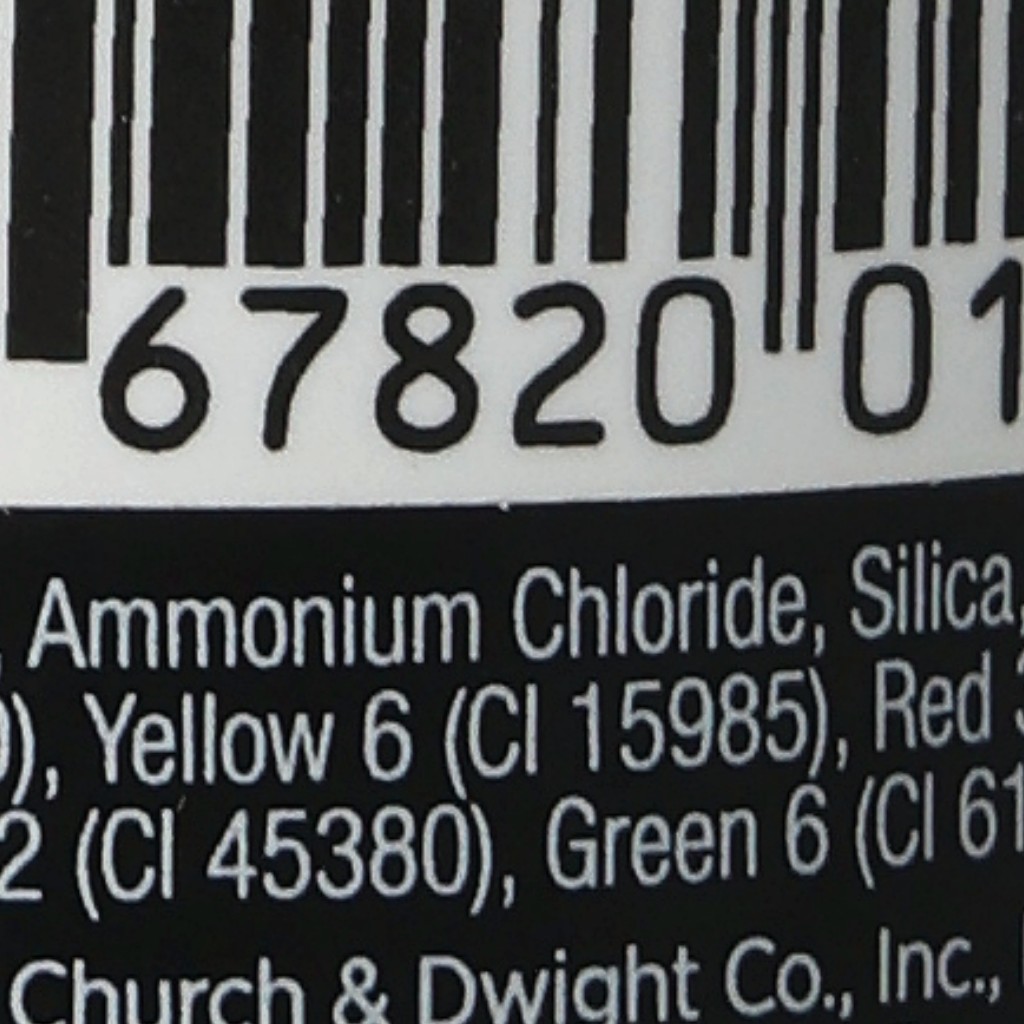 67820 01
, Ammonium Chloride, Silica,
), Yellow 6 (CI 15985), Red
2 (CI 45380), Green 6 (CI 61
Church & Dwight Co., Inc.,